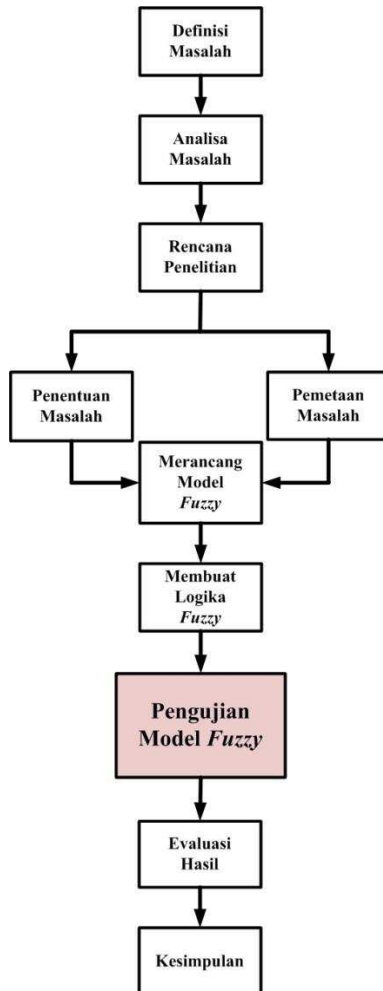 Definisi
Masalah
Analisa
Masalah
Rencana
Penelitian
Penentuan
Masalah
Pemetaan
Masalah
Merancang
Model
Fuzzy
Membuat
Logika
Fuzzy
Pengujian
Model Fuzzy
Evaluasi
Hasil
Kesimpulan